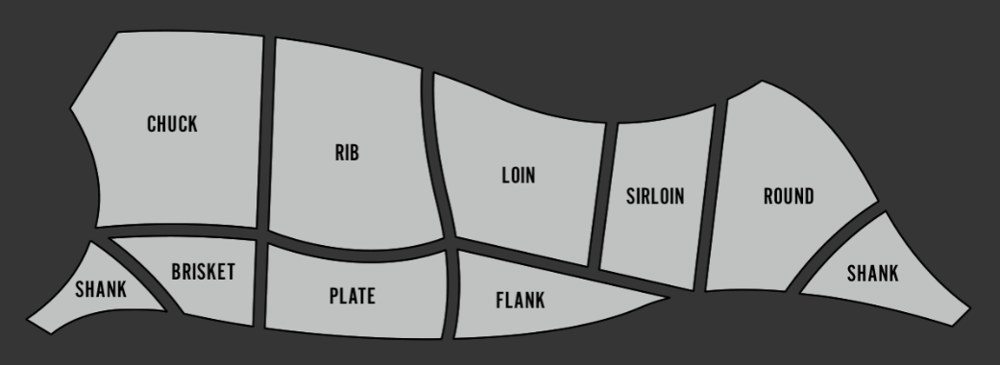 CHUCK
RIB
LOIN
SIRLOIN
ROUND
SHANK
BRISKET
PLATE
FLANK
SHANK